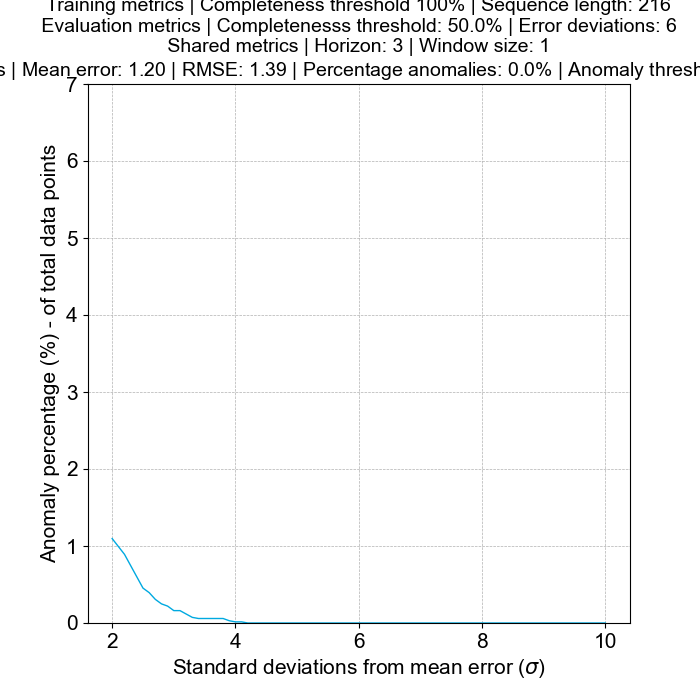 Training metrics | Completeness threshold 100% | Sequence length: 216
Evaluation metrics | Completenesss threshold: 50.0% | Error deviations: 6
Shared metrics | Horizon: 3 | Window size: 1
| Mean error: 1.20 | RMSE: 1.39 | Percentage anomalies: 0.0% | Anomaly
7
6
5
4
3
2
1
0
Anomaly percentage (%) - of total data points
2 4 6 8 10
Standard deviations from mean error (σ)